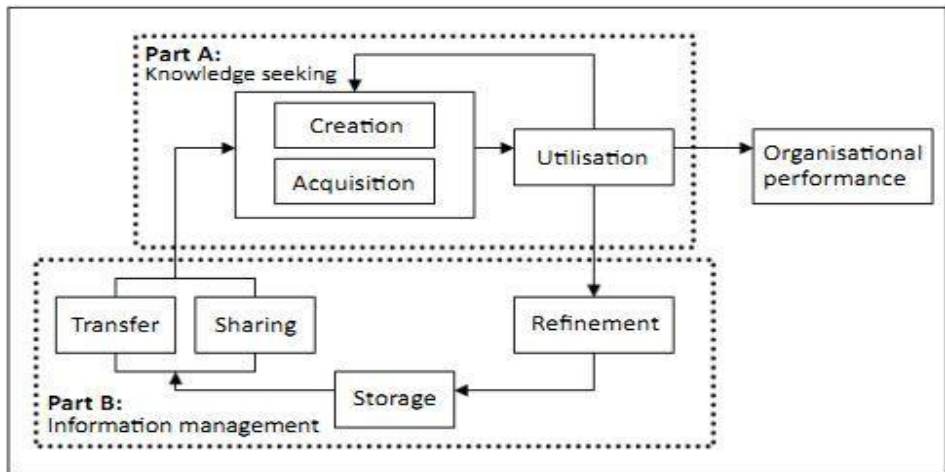 Part A:
Knowledge seeking
Creation
Acquisition
Utilisation
Organisational
performance
Transfer
Sharing
Refinement
Storage
Part B:
Information management